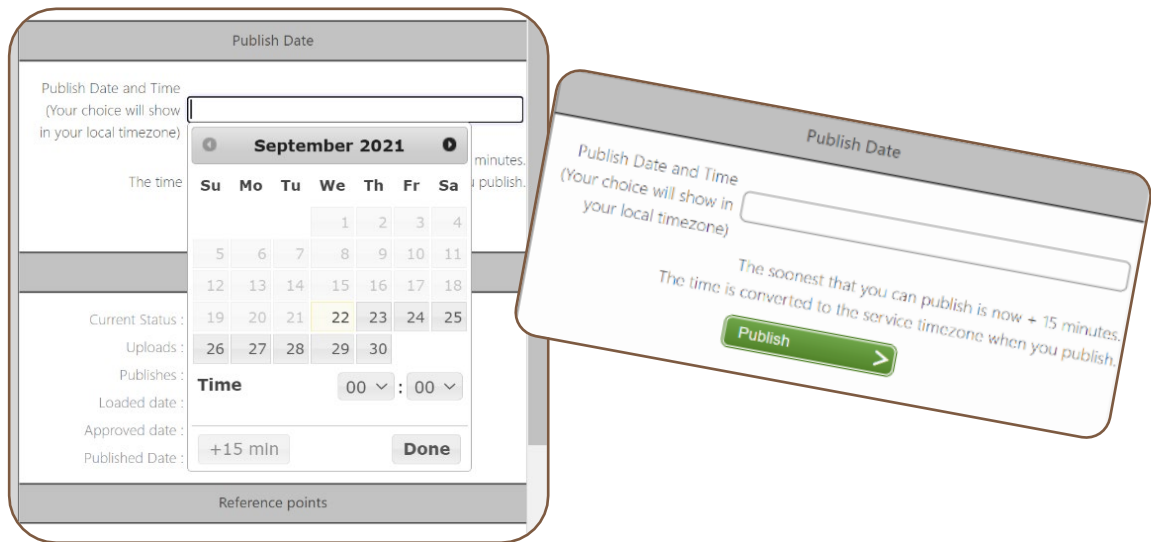 Publish Date
Publish Date and Time
(Your choice will show
in your local timezone)
minutes.
The time
u publish.
September 2021
Su Mo Tu We Th Fr Sa
1 2 3 4
5 6 7 8 9 10 11
12 13 14 15 16 17 18
19 20 21 22 23 24 25
26 27 28 29 30
Time 00 : 00
+15 min Done
Current Status :
Uploads :
Publishes :
Loaded date :
Approved date :
Published Date :
Reference points
Publish Date
Publish Date and Time
(Your choice will show in
your local timezone)
The soonest that you can publish is now + 15 minutes.
The time is converted to the service timezone when you publish.
Publish